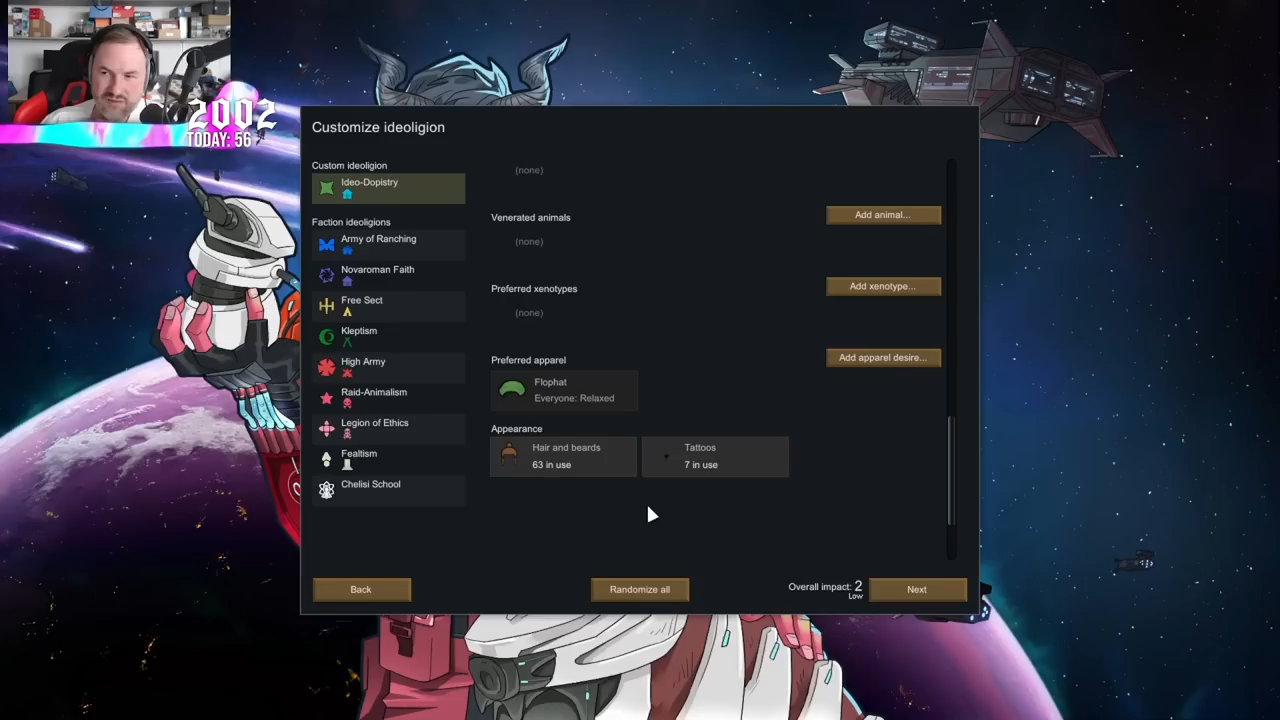 2002
TODAY: 56
Customize ideoligion
Custom ideoligion
Ideo-Dopistry
Faction ideoligions
Army of Ranching
Novaroman Faith
Free Sect
Kleptism
High Army
Raid-Animalism
Legion of Ethics
Fealtism
Chelisi School
(none)
Venerated animals
Add animal...
(none)
Preferred xenotypes
Add xenotype...
(none)
Preferred apparel
Add apparel desire...
Flophat
Everyone: Relaxed
Appearance
Hair and beards
63 in use
Tattoos
7 in use
Back
Randomize all
Overall impact: 2
Low
Next